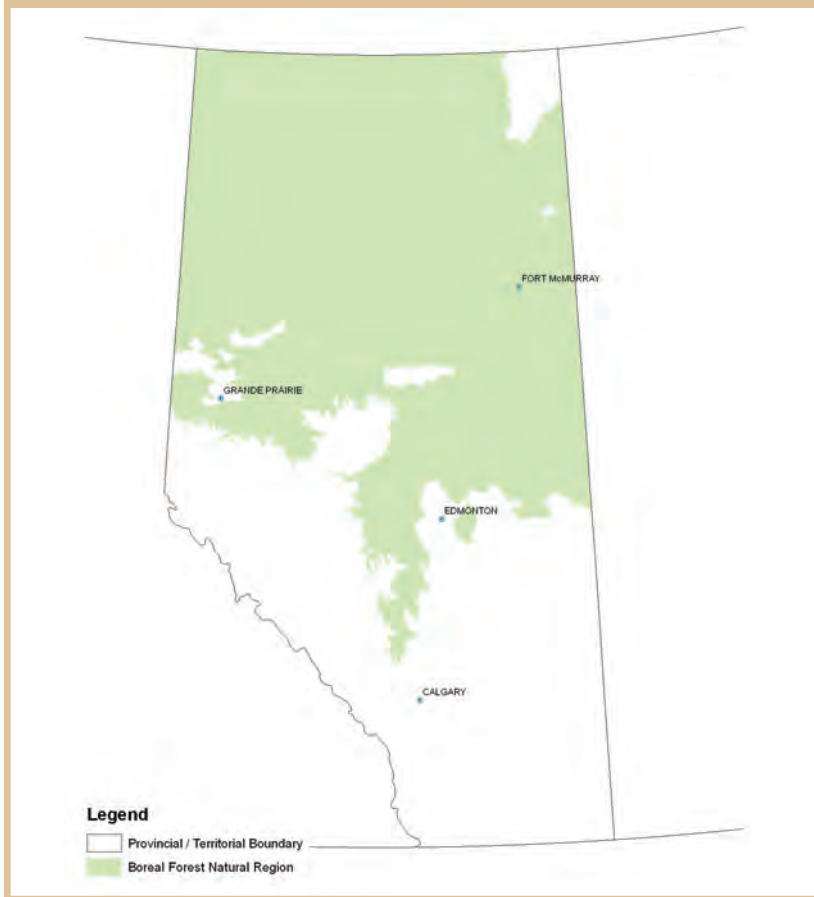 FORT McMURRAY
GRANDE PRAIRIE
EDMONTON
CALGARY
Legend
Provincial / Territorial Boundary
Boreal Forest Natural Region